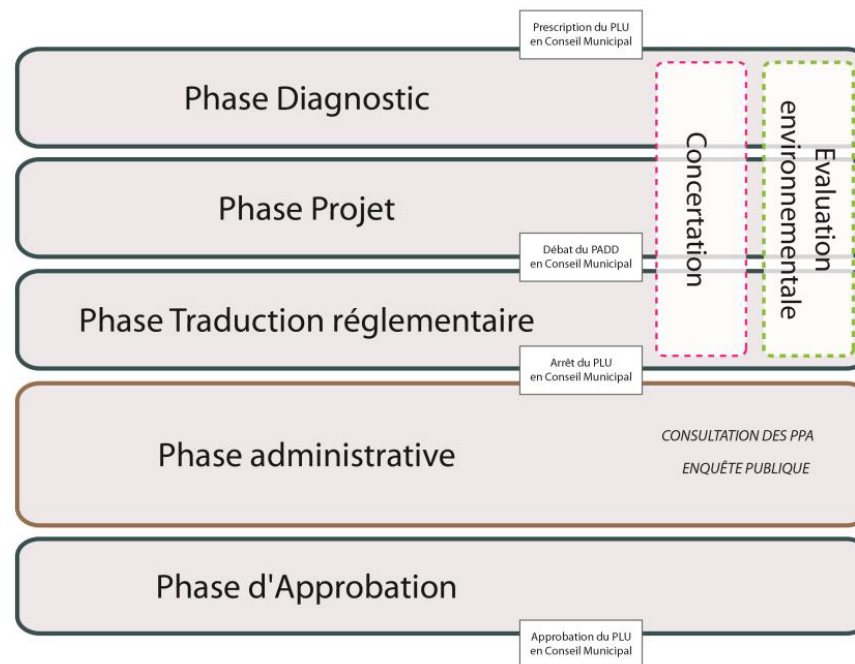 Prescription du PLU
en Conseil Municipal
Phase Diagnostic
Concertation
Evaluation
environnementale
Phase Projet
Débat du PADD
en Conseil Municipal
Phase Traduction réglementaire
Arrêt du PLU
en Conseil Municipal
Phase administrative
CONSULTATION DES PPA
ENQUÊTE PUBLIQUE
Phase d'Approbation
Approbation du PLU
en Conseil Municipal